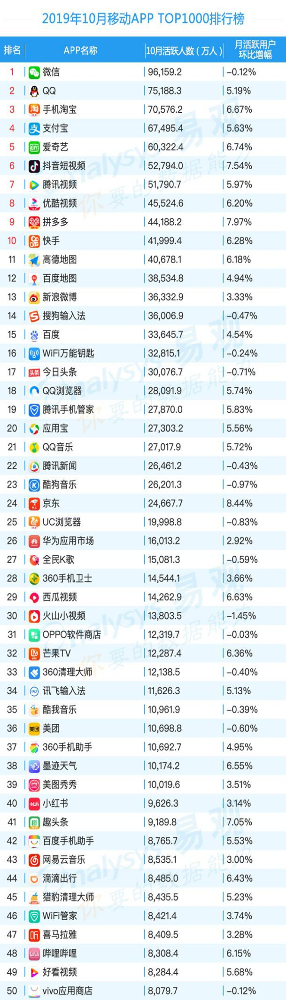 2019年10月移动APP TOP1000排行榜
排名 APP名称 10月活跃人数（万人） 月活跃用户环比增幅
1 微信 96,159.2 –0.12%
2 QQ 75,188.3 5.19%
3 手机淘宝 70,576.2 6.67%
4 支付宝 67,495.4 5.63%
5 爱奇艺 60,322.4 6.74%
6 抖音短视频 52,794.0 7.54%
7 腾讯视频 51,790.7 5.97%
8 优酷视频 45,524.6 6.20%
9 拼多多 44,188.2 7.97%
10 快手 41,999.4 6.28%
11 高德地图 40,678.1 6.18%
12 百度地图 38,534.8 4.94%
13 新浪微博 36,332.9 3.33%
14 搜狗输入法 36,006.9 –0.47%
15 百度 33,645.7 4.54%
16 WiFi万能钥匙 32,815.1 –0.24%
17 今日头条 30,076.7 –0.71%
18 QQ浏览器 28,091.9 5.74%
19 腾讯手机管家 27,870.0 5.83%
20 应用宝 27,303.2 5.56%
21 QQ音乐 27,017.9 5.72%
22 腾讯新闻 26,461.2 –0.43%
23 酷狗音乐 26,201.3 –0.97%
24 京东 24,667.7 8.44%
25 UC浏览器 19,998.8 –0.83%
26 华为应用市场 16,013.2 2.92%
27 全民K歌 15,081.3 –0.59%
28 360手机卫士 14,544.1 3.66%
29 西瓜视频 14,262.9 6.63%
30 火山小视频 13,803.5 –1.45%
31 OPPO软件商店 12,319.7 –0.03%
32 芒果TV 12,287.4 6.36%
33 360清理大师 12,138.5 –0.40%
34 讯飞输入法 11,626.3 5.13%
35 酷我音乐 10,961.9 –0.39%
36 美团 10,698.8 –0.60%
37 360手机助手 10,692.7 4.95%
38 墨迹天气 10,174.2 6.55%
39 美图秀秀 10,019.6 3.51%
40 小红书 9,626.3 3.14%
41 趣头条 9,189.8 7.05%
42 百度手机助手 8,765.7 5.53%
43 网易云音乐 8,535.1 3.00%
44 滴滴出行 8,485.0 6.43%
45 猎豹清理大师 8,435.5 5.23%
46 WiFi管家 8,421.4 3.74%
47 喜马拉雅 8,409.5 3.28%
48 哔哩哔哩 8,308.4 6.15%
49 好看视频 8,284.4 5.68%
50 vivo应用商店 8,079.7 –0.12%